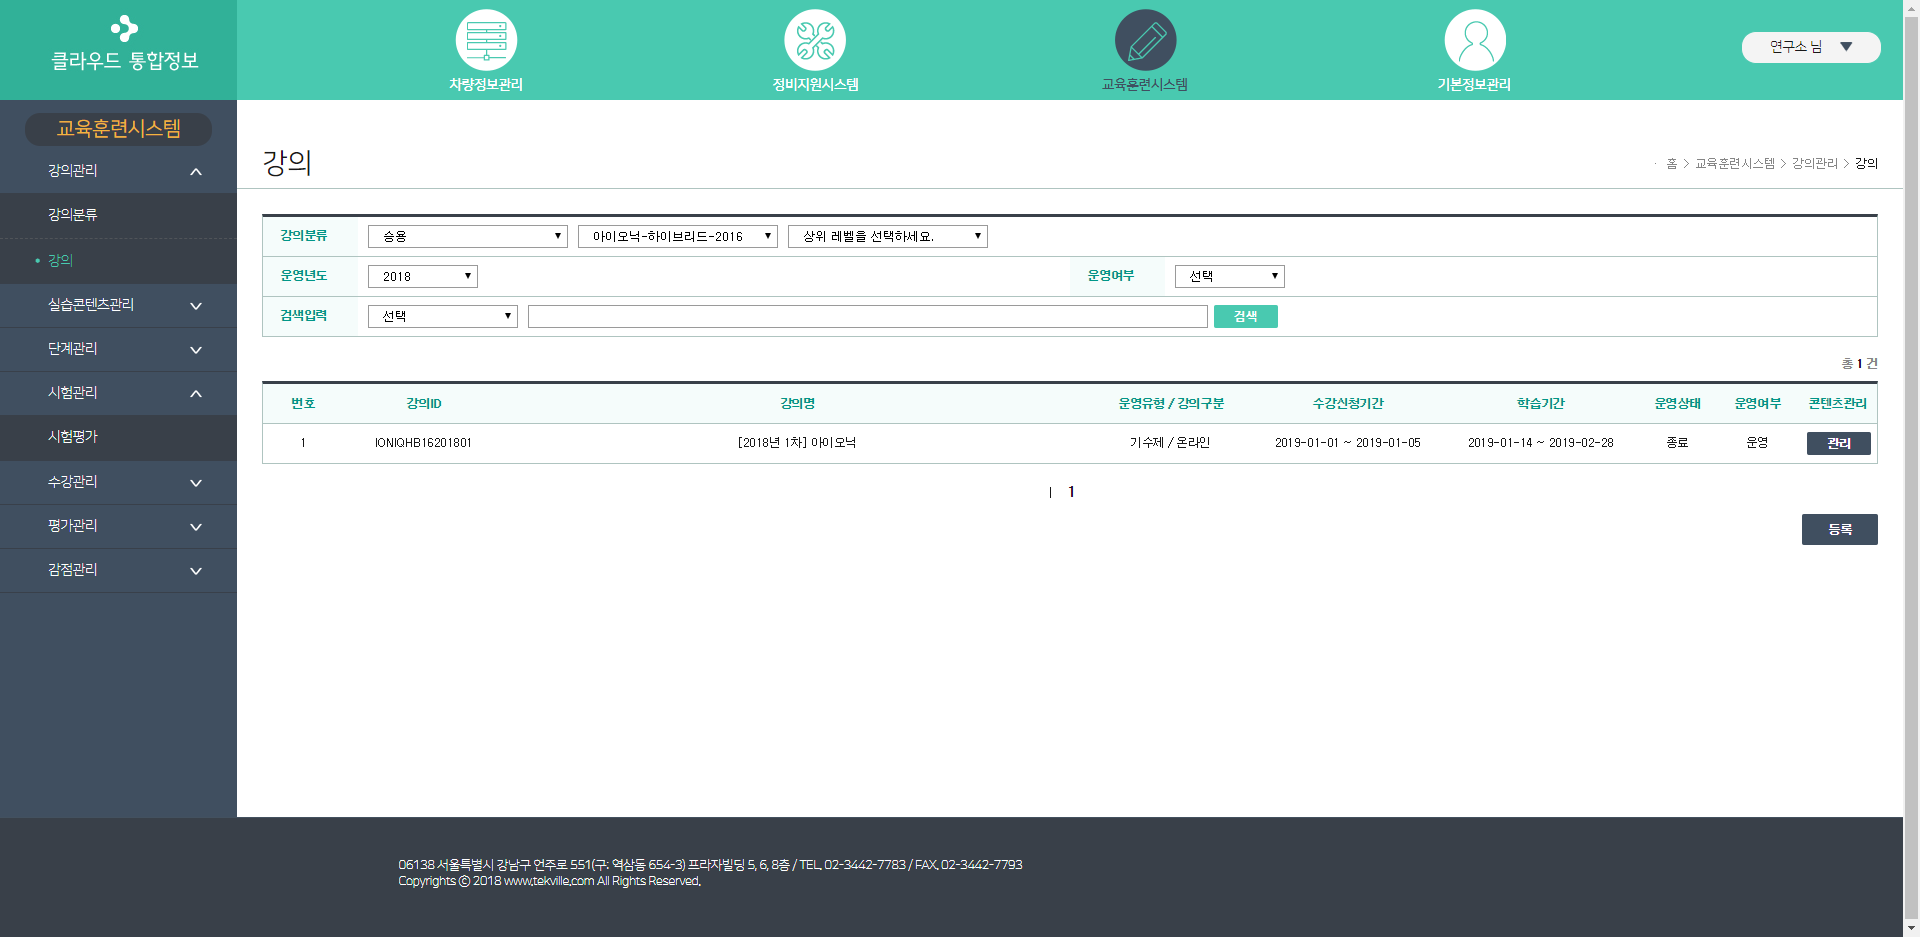 클라우드 통합정보
차량정보관리
정비지원시스템
교육훈련시스템
기본정보관리
연구소 님 ▼
교육훈련시스템
강의관리
강의분류
• 강의
실습콘텐츠관리
단계관리
시험관리
시험평가
수강관리
평가관리
감점관리
강의
· 홈 > 교육훈련시스템 > 강의관리 > 강의
강의분류 승용 ▼ 아이오닉-하이브리드-2016 ▼ 상위 레벨을 선택하세요. ▼
운영년도 2018 ▼ 운영여부 선택 ▼
검색입력 선택 ▼ 검색
총 1 건
번호 강의ID 강의명 운영유형 / 강의구분 수강신청기간 학습기간 운영상태 운영여부 콘텐츠관리
1 IONIQHB16201801 [2018년 1차] 아이오닉 기수제 / 온라인 2019-01-01 ~ 2019-01-05 2019-01-14 ~ 2019-02-28 종료 운영 관리
| 1
등록
06138 서울특별시 강남구 언주로 551(구: 역삼동 654-3) 프라자빌딩 5, 6, 8층 / TEL. 02-3442-7783 / FAX. 02-3442-7793
Copyrights ⓒ 2018 www.tekville.com All Rights Reserved.